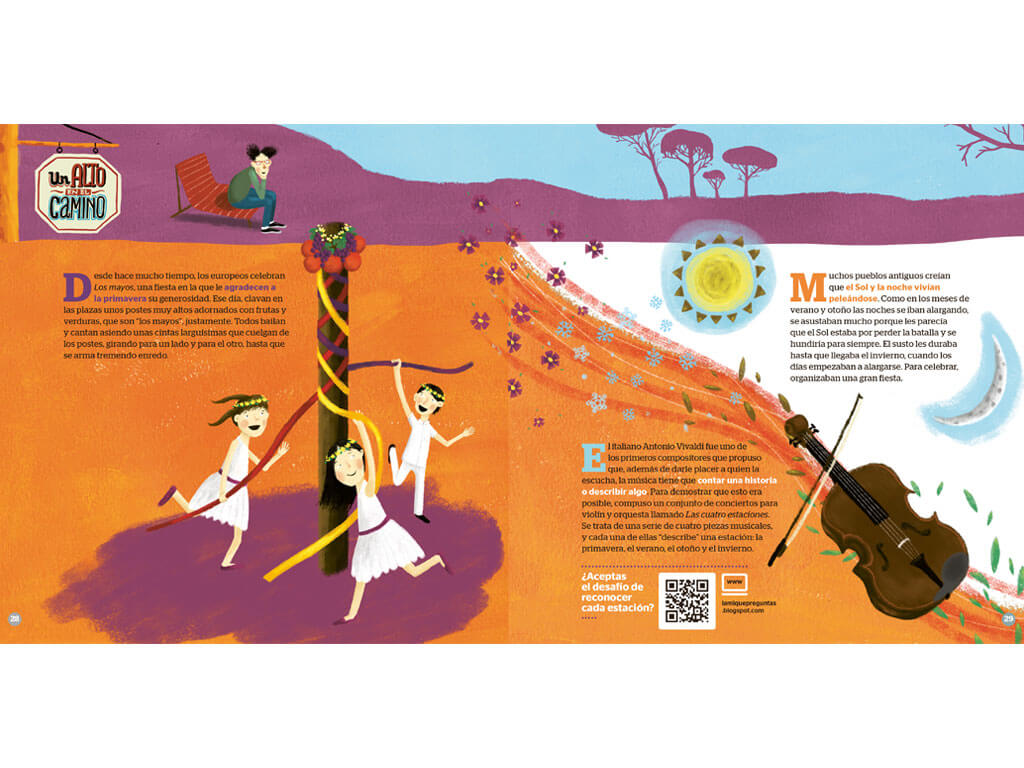 Un ALTO
EN EL
CAMINO
Desde hace mucho tiempo, los europeos celebran
Los mayos, una fiesta en la que le agradecen a
la primavera su generosidad. Ese día, clavan en
las plazas unos postes muy altos adornados con frutas y
verduras, que son "los mayos", justamente. Todos bailan
y cantan asiendo unas cintas larguísimas que cuelgan de
los postes, girando para un lado y para el otro, hasta que
se arma tremendo enredo.
28
Muchos pueblos antiguos creían
que el Sol y la noche vivían
peleándose. Como en los meses de
verano y otoño las noches se iban alargando,
se asustaban mucho porque les parecía
que el Sol estaba por perder la batalla y se
hundiría para siempre. El susto les duraba
hasta que llegaba el invierno, cuando los
días empezaban a alargarse. Para celebrar,
organizaban una gran fiesta.
El italiano Antonio Vivaldi fue uno de
los primeros compositores que propuso
que, además de darle placer a quien la
escucha, la música tiene que contar una historia
o describir algo. Para demostrar que esto era
posible, compuso un conjunto de conciertos para
violín y orquesta llamado Las cuatro estaciones.
Se trata de una serie de cuatro piezas musicales,
y cada una de ellas "describe" una estación: la
primavera, el verano, el otoño y el invierno.
¿Aceptas
el desafío de
reconocer
cada estación?
www
lamiquepreguntas
.blogspot.com
29